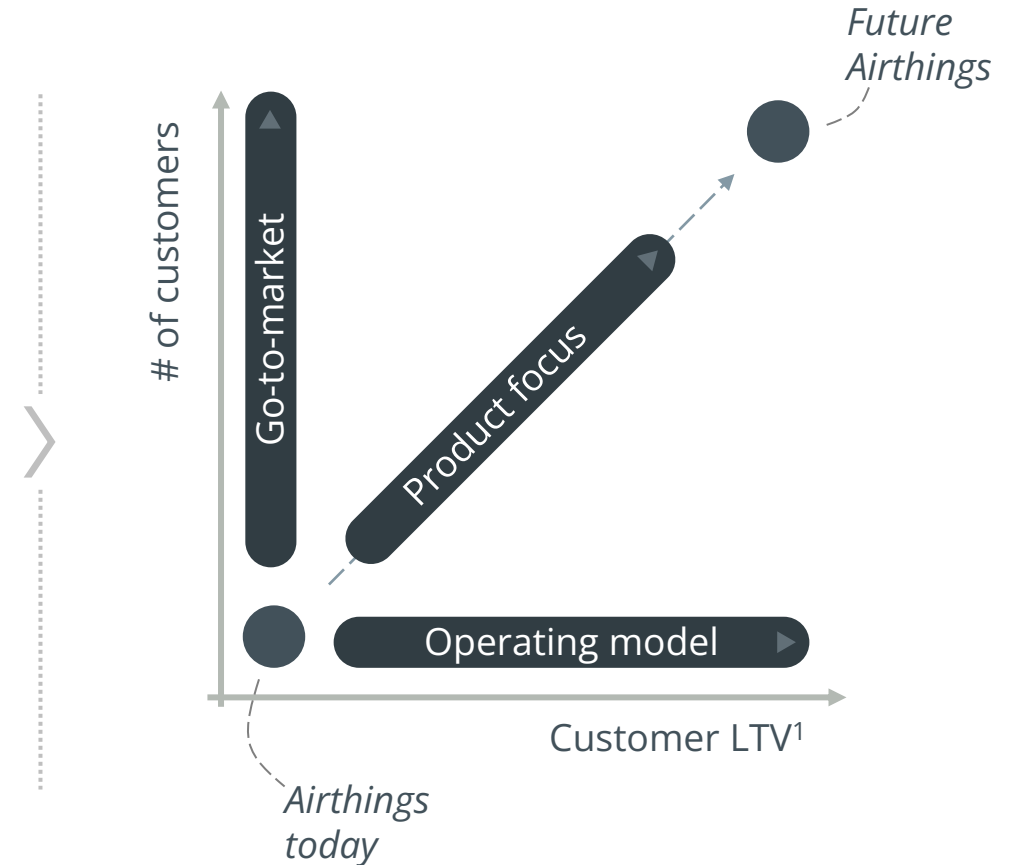 Future
Airthings
# of customers
Go-to-market
Product focus
Operating model
Customer LTV¹
Airthings
today